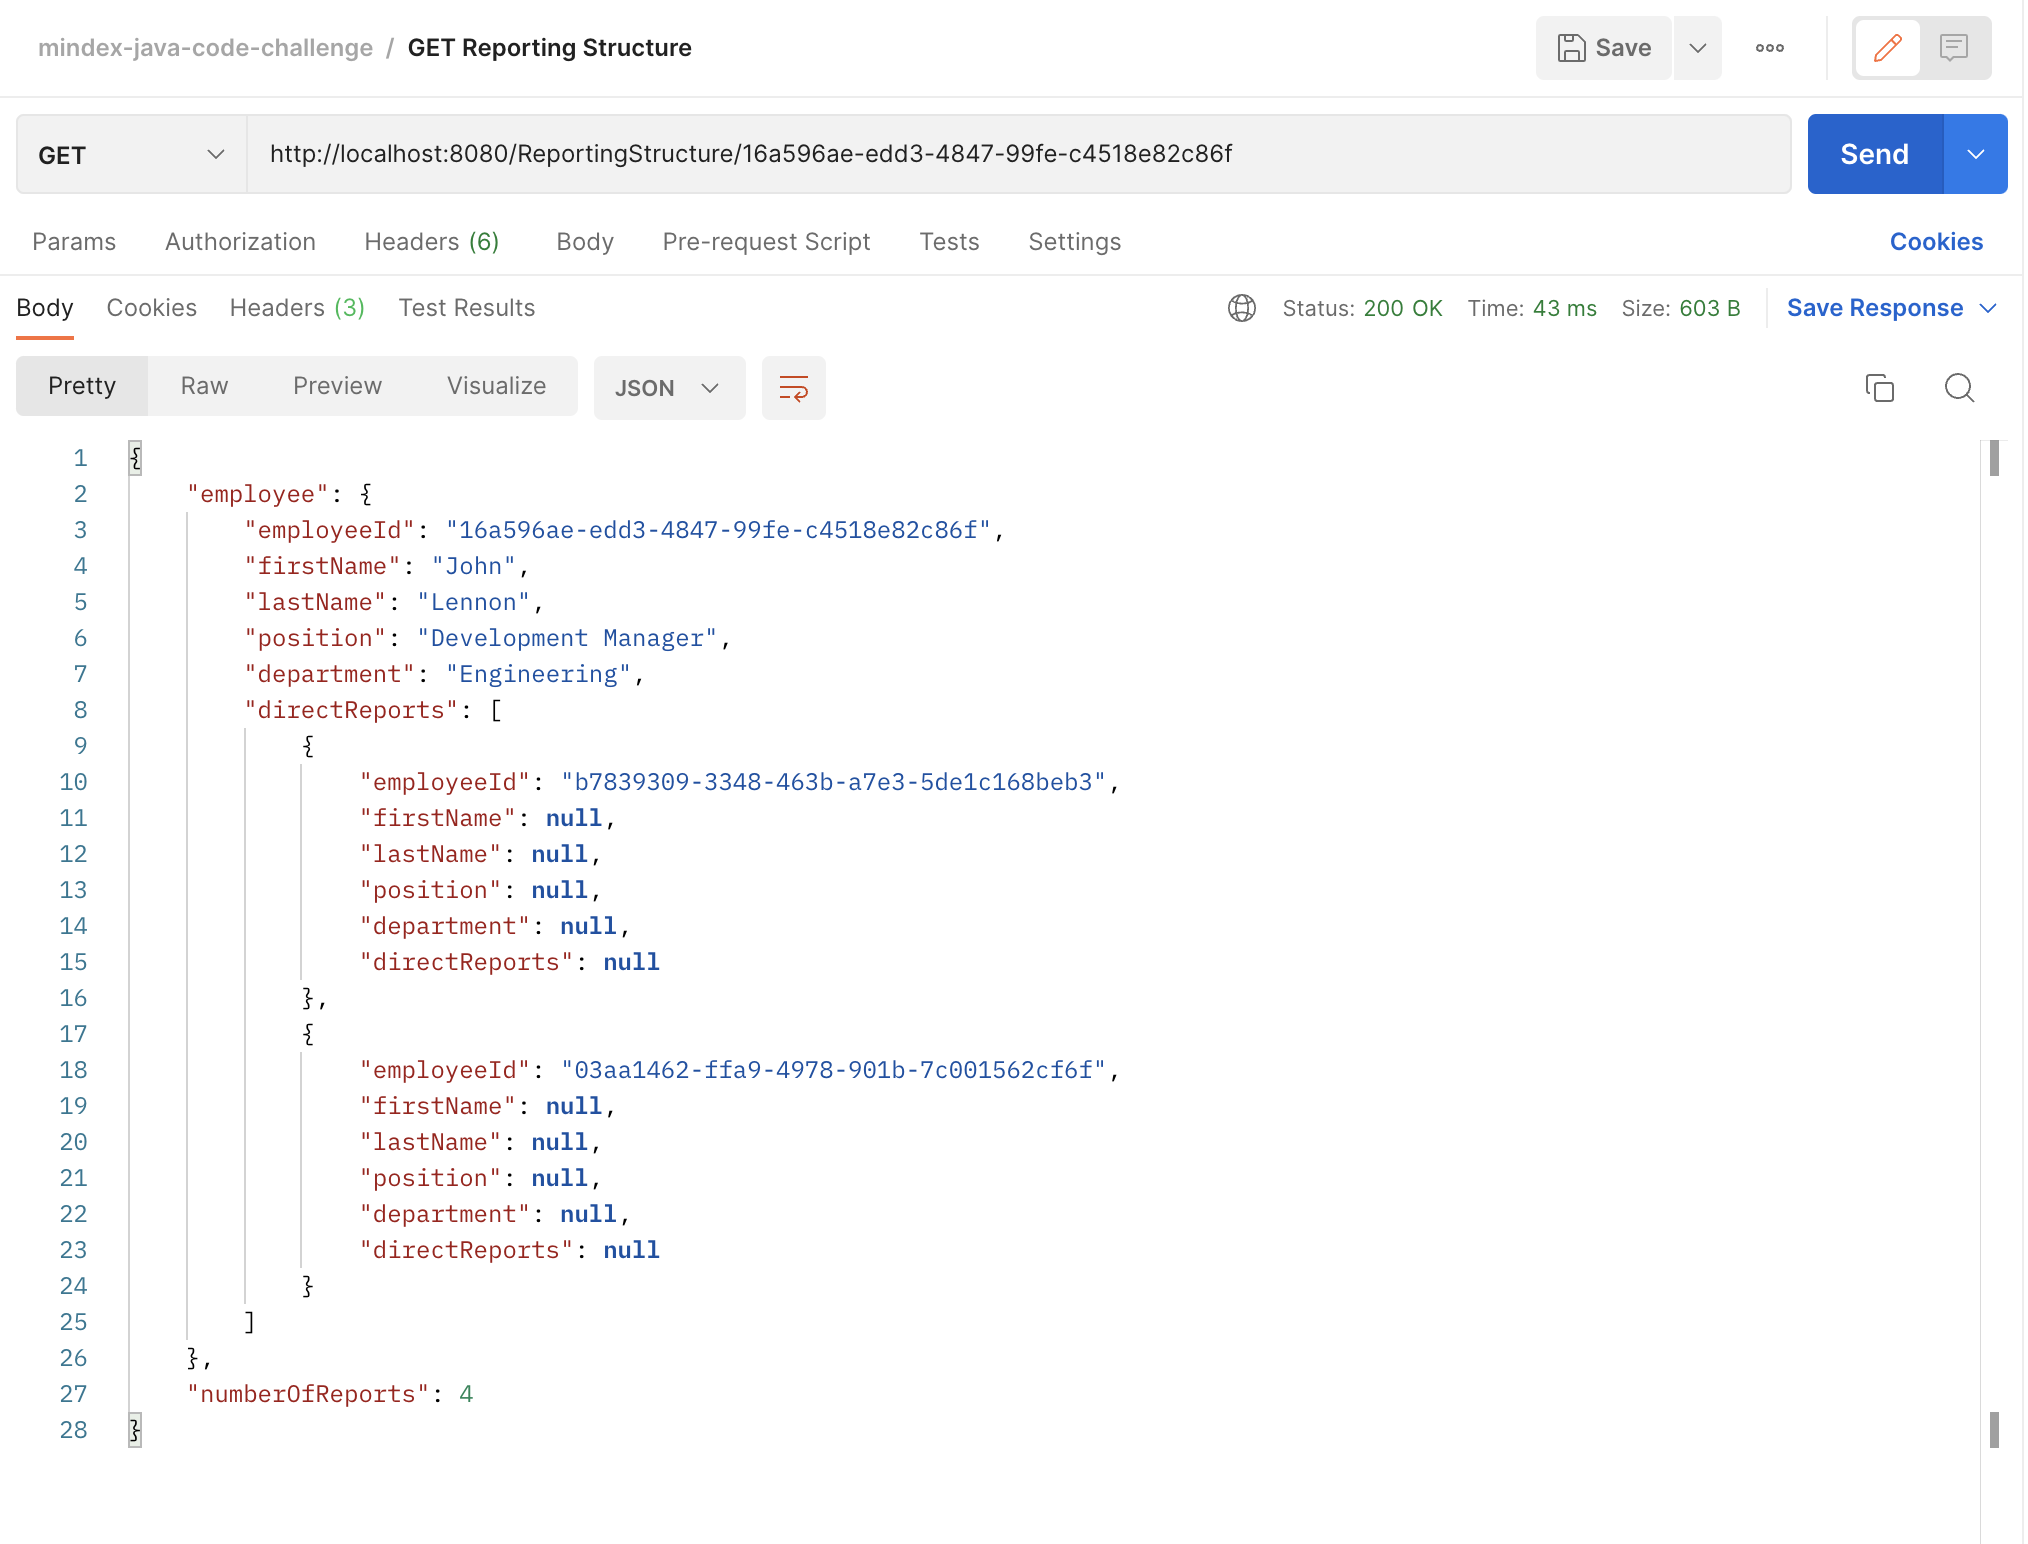 mindex-java-code-challenge / GET Reporting Structure
Save
GET
http://localhost:8080/ReportingStructure/16a596ae-edd3-4847-99fe-c4518e82c86f
Send
Params Authorization Headers (6) Body Pre-request Script Tests Settings Cookies
Body Cookies Headers (3) Test Results Status: 200 OK Time: 43 ms Size: 603 B Save Response
Pretty Raw Preview Visualize JSON
1 {
2 "employee": {
3 "employeeId": "16a596ae-edd3-4847-99fe-c4518e82c86f",
4 "firstName": "John",
5 "lastName": "Lennon",
6 "position": "Development Manager",
7 "department": "Engineering",
8 "directReports": [
9 {
10 "employeeId": "b7839309-3348-463b-a7e3-5de1c168beb3",
11 "firstName": null,
12 "lastName": null,
13 "position": null,
14 "department": null,
15 "directReports": null
16 },
17 {
18 "employeeId": "03aa1462-ffa9-4978-901b-7c001562cf6f",
19 "firstName": null,
20 "lastName": null,
21 "position": null,
22 "department": null,
23 "directReports": null
24 }
25 ]
26 },
27 "numberOfReports": 4
28 }